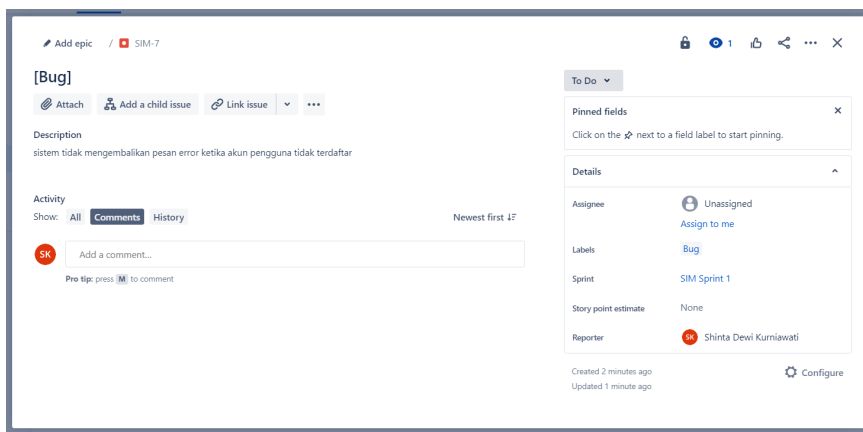 Add epic / SIM-7
1
[Bug]
Attach Add a child issue Link issue
Description
sistem tidak mengembalikan pesan error ketika akun pengguna tidak terdaftar
Activity
Show: All Comments History Newest first
SK Add a comment...
Pro tip: press M to comment
To Do
Pinned fields
Click on the next to a field label to start pinning.
Details
Assignee Unassigned
Assign to me
Labels Bug
Sprint SIM Sprint 1
Story point estimate None
Reporter SK Shinta Dewi Kurniawati
Created 2 minutes ago Configure
Updated 1 minute ago